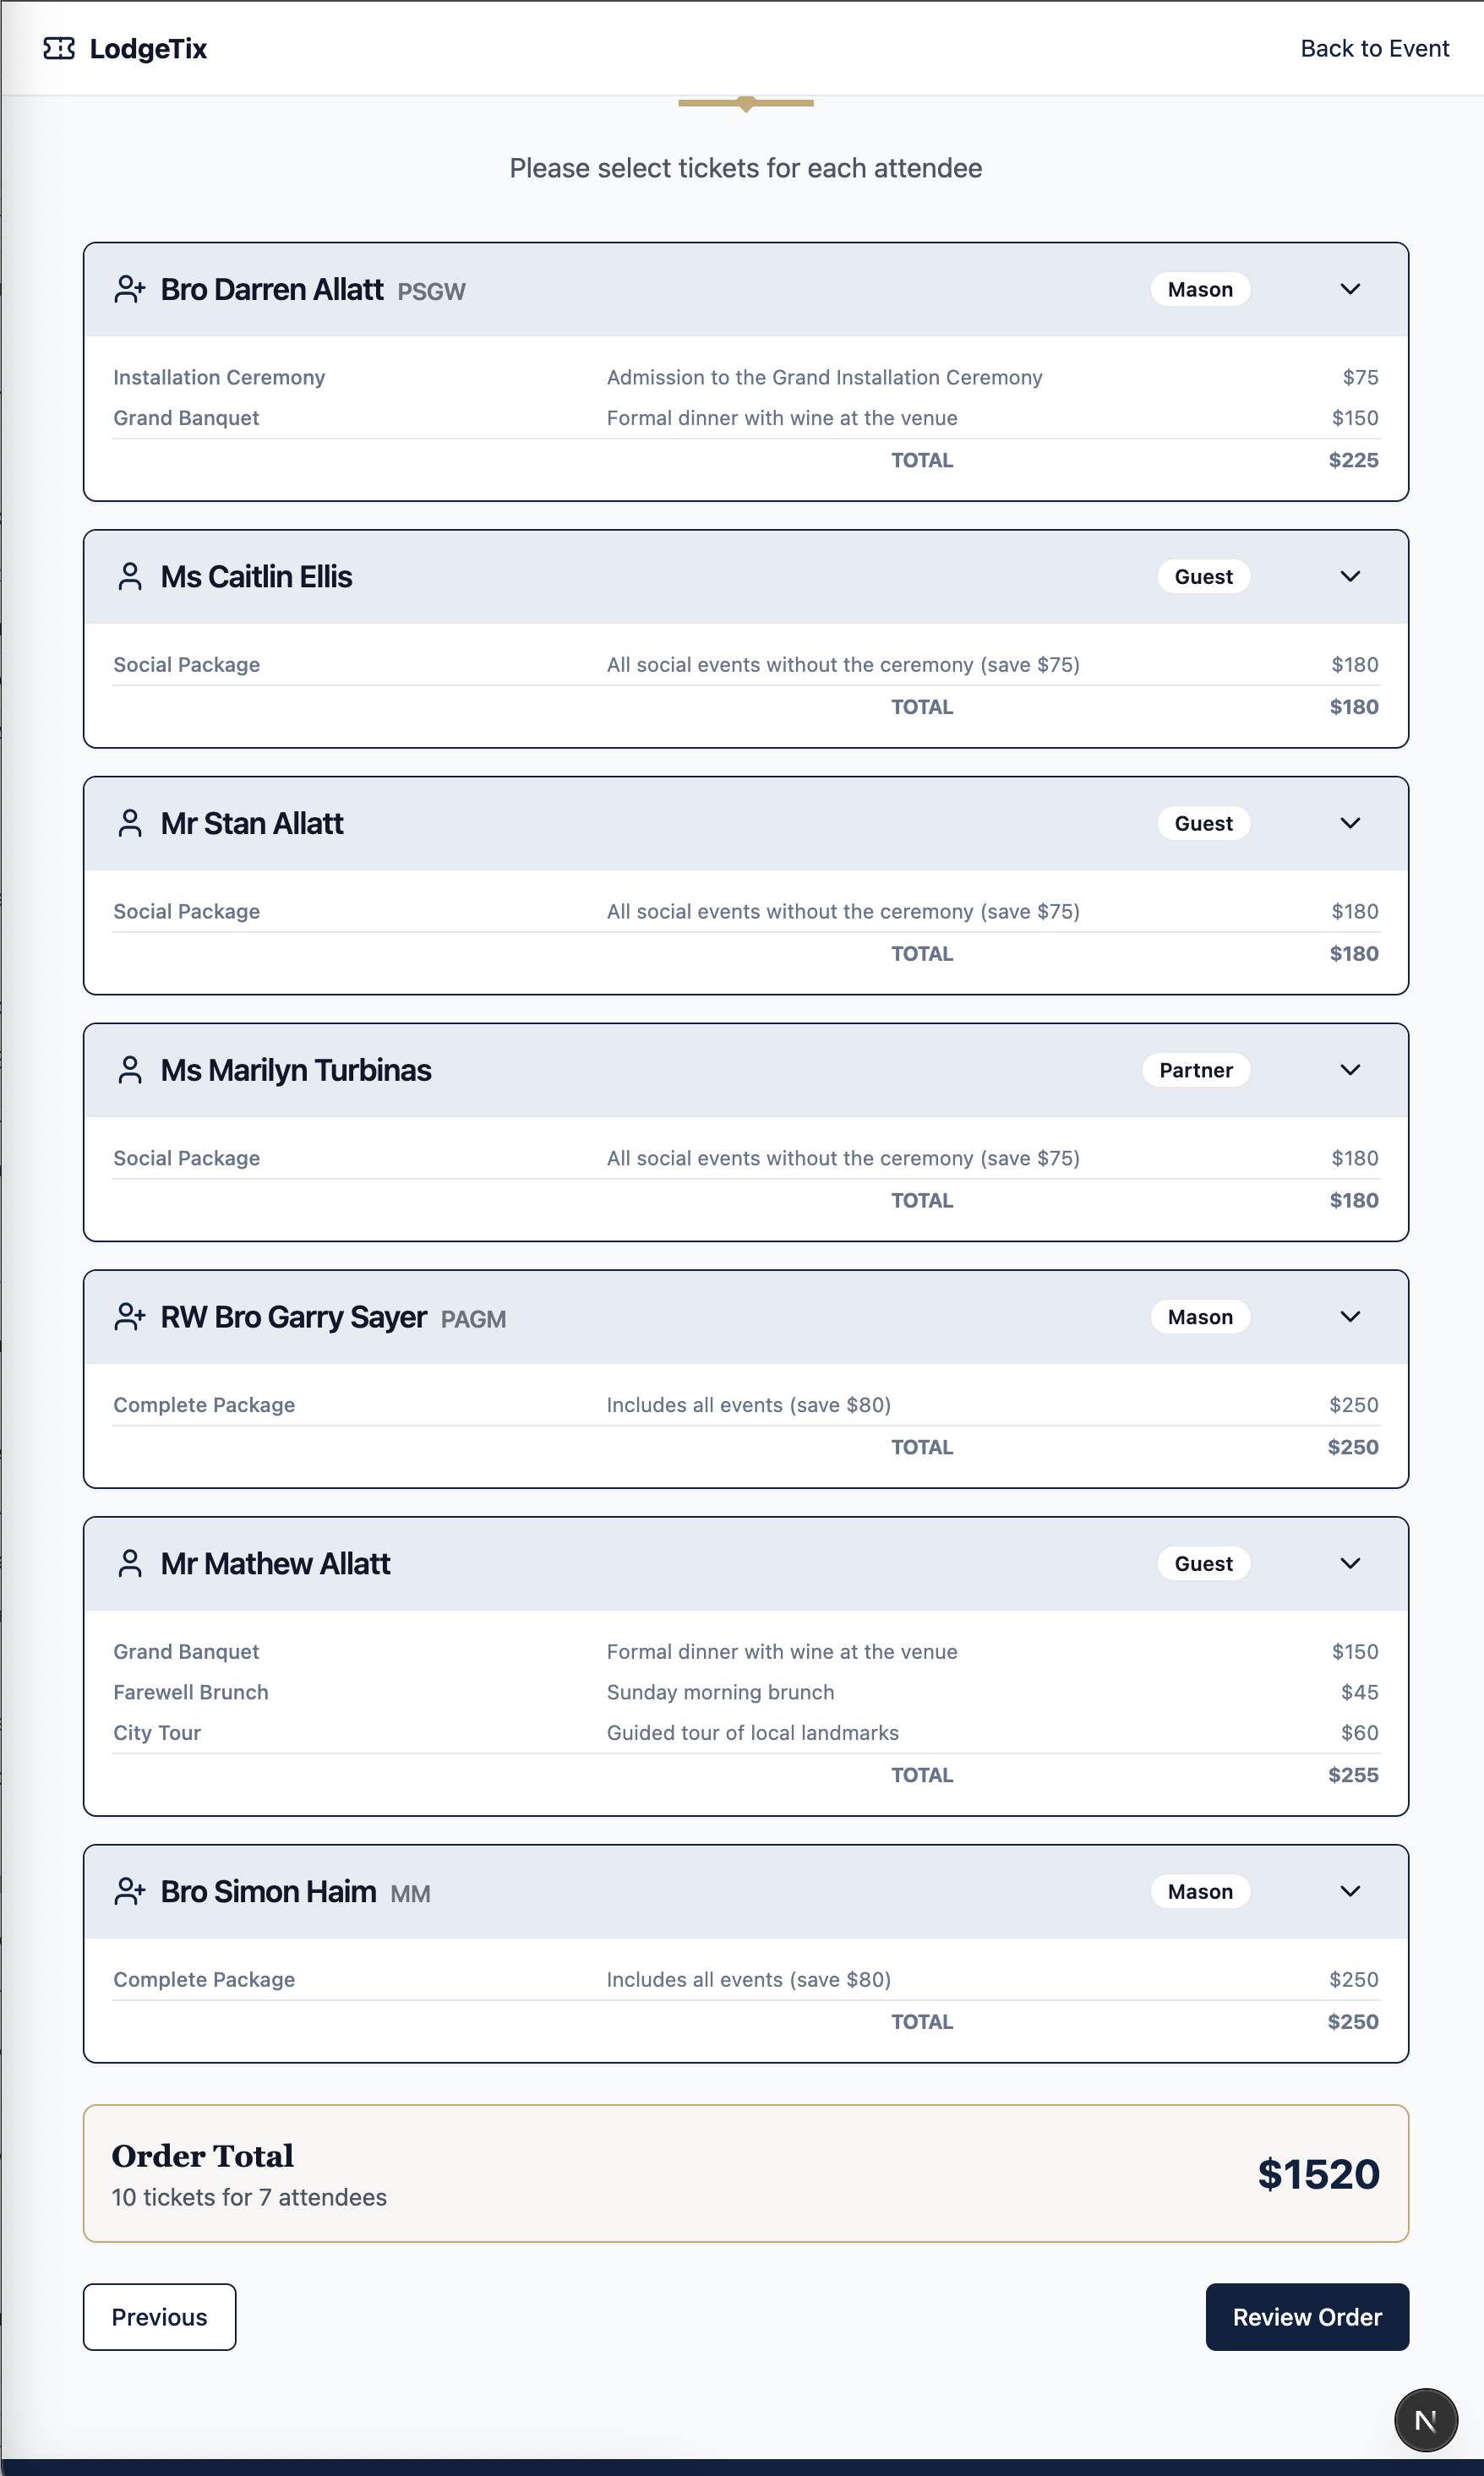 LodgeTix
Back to Event
Please select tickets for each attendee
Bro Darren Allatt PSGW Mason
Installation Ceremony Admission to the Grand Installation Ceremony $75
Grand Banquet Formal dinner with wine at the venue $150
TOTAL $225
Ms Caitlin Ellis Guest
Social Package All social events without the ceremony (save $75) $180
TOTAL $180
Mr Stan Allatt Guest
Social Package All social events without the ceremony (save $75) $180
TOTAL $180
Ms Marilyn Turbinas Partner
Social Package All social events without the ceremony (save $75) $180
TOTAL $180
RW Bro Garry Sayer PAGM Mason
Complete Package Includes all events (save $80) $250
TOTAL $250
Mr Mathew Allatt Guest
Grand Banquet Formal dinner with wine at the venue $150
Farewell Brunch Sunday morning brunch $45
City Tour Guided tour of local landmarks $60
TOTAL $255
Bro Simon Haim MM Mason
Complete Package Includes all events (save $80) $250
TOTAL $250
Order Total
10 tickets for 7 attendees
$1520
Previous
Review Order
N